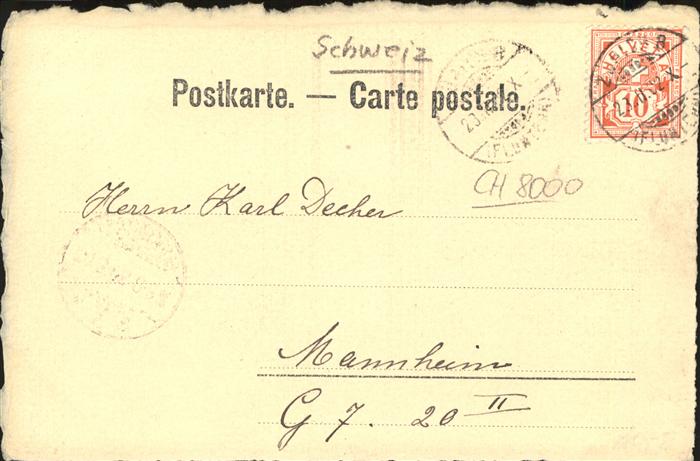 Schweiz
Postkarte. — Carte postale.
HELVETIA
10
CH 8000
Herrn Karl Decher
Mannheim
G 7. 20 II